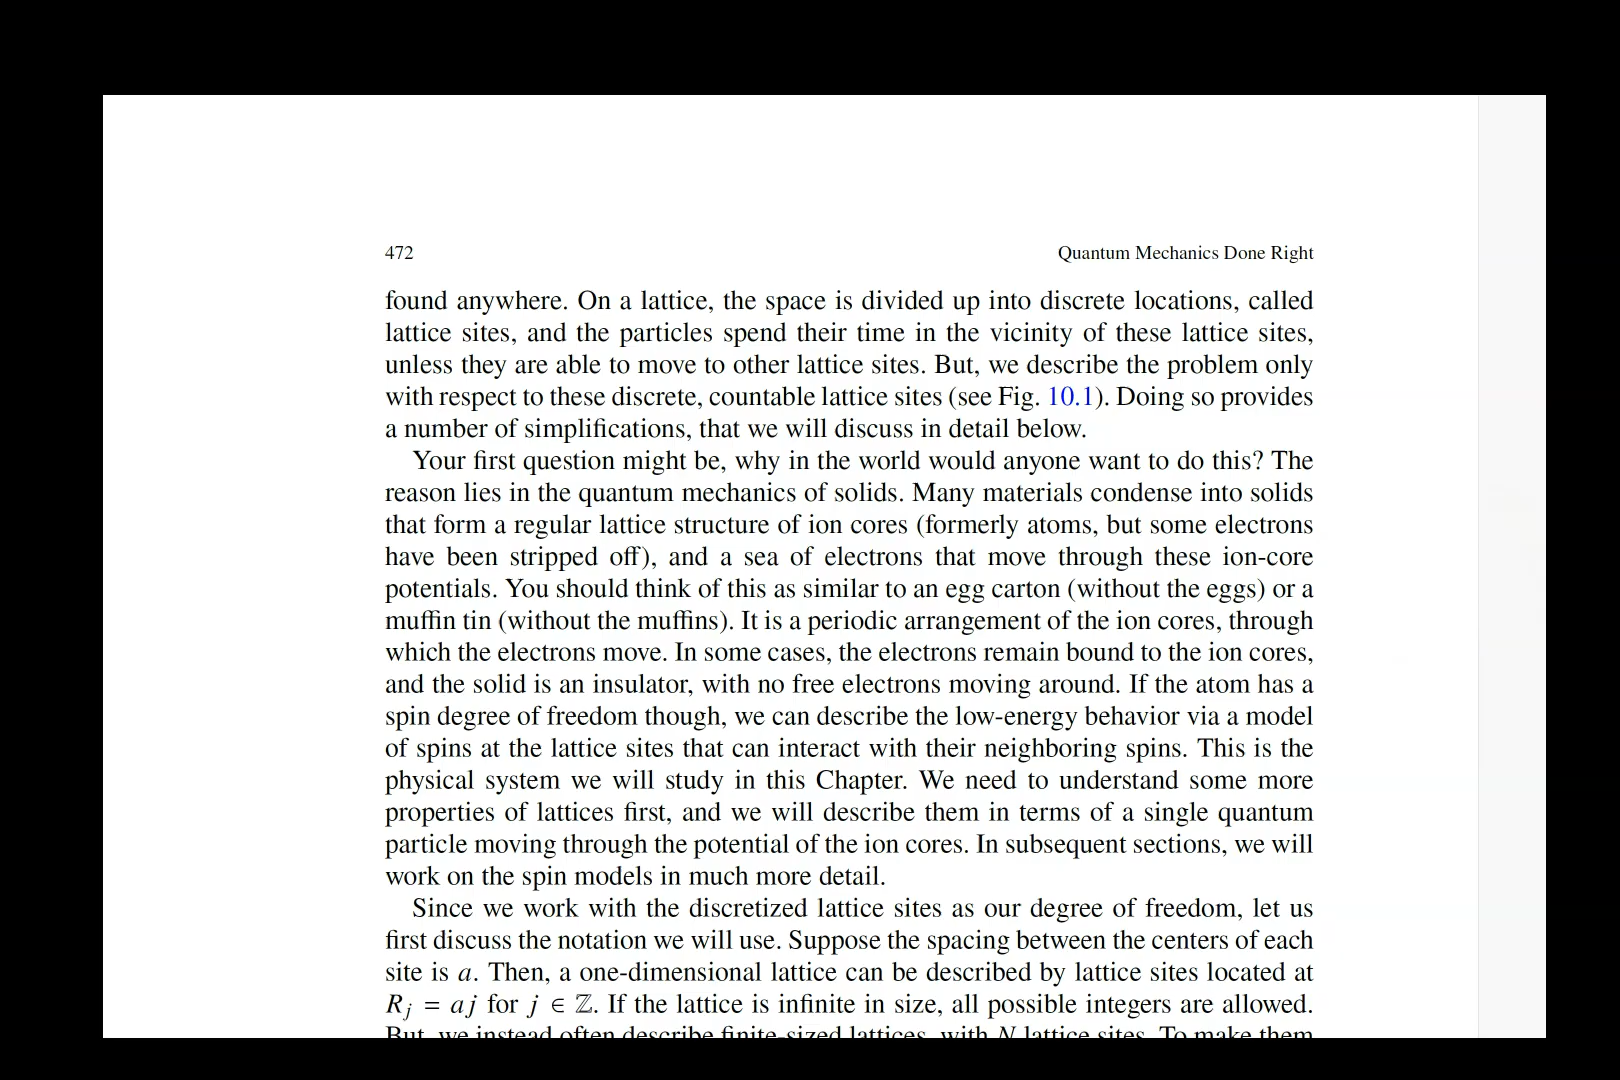 472
Quantum Mechanics Done Right
found anywhere. On a lattice, the space is divided up into discrete locations, called
lattice sites, and the particles spend their time in the vicinity of these lattice sites,
unless they are able to move to other lattice sites. But, we describe the problem only
with respect to these discrete, countable lattice sites (see Fig. 10.1). Doing so provides
a number of simplifications, that we will discuss in detail below.
Your first question might be, why in the world would anyone want to do this? The
reason lies in the quantum mechanics of solids. Many materials condense into solids
that form a regular lattice structure of ion cores (formerly atoms, but some electrons
have been stripped off), and a sea of electrons that move through these ion-core
potentials. You should think of this as similar to an egg carton (without the eggs) or a
muffin tin (without the muffins). It is a periodic arrangement of the ion cores, through
which the electrons move. In some cases, the electrons remain bound to the ion cores,
and the solid is an insulator, with no free electrons moving around. If the atom has a
spin degree of freedom though, we can describe the low-energy behavior via a model
of spins at the lattice sites that can interact with their neighboring spins. This is the
physical system we will study in this Chapter. We need to understand some more
properties of lattices first, and we will describe them in terms of a single quantum
particle moving through the potential of the ion cores. In subsequent sections, we will
work on the spin models in much more detail.
Since we work with the discretized lattice sites as our degree of freedom, let us
first discuss the notation we will use. Suppose the spacing between the centers of each
site is a. Then, a one-dimensional lattice can be described by lattice sites located at
R_j = aj for j ∈ ℤ. If the lattice is infinite in size, all possible integers are allowed.
But, we instead often describe finite-sized lattices, with N lattice sites. To make them